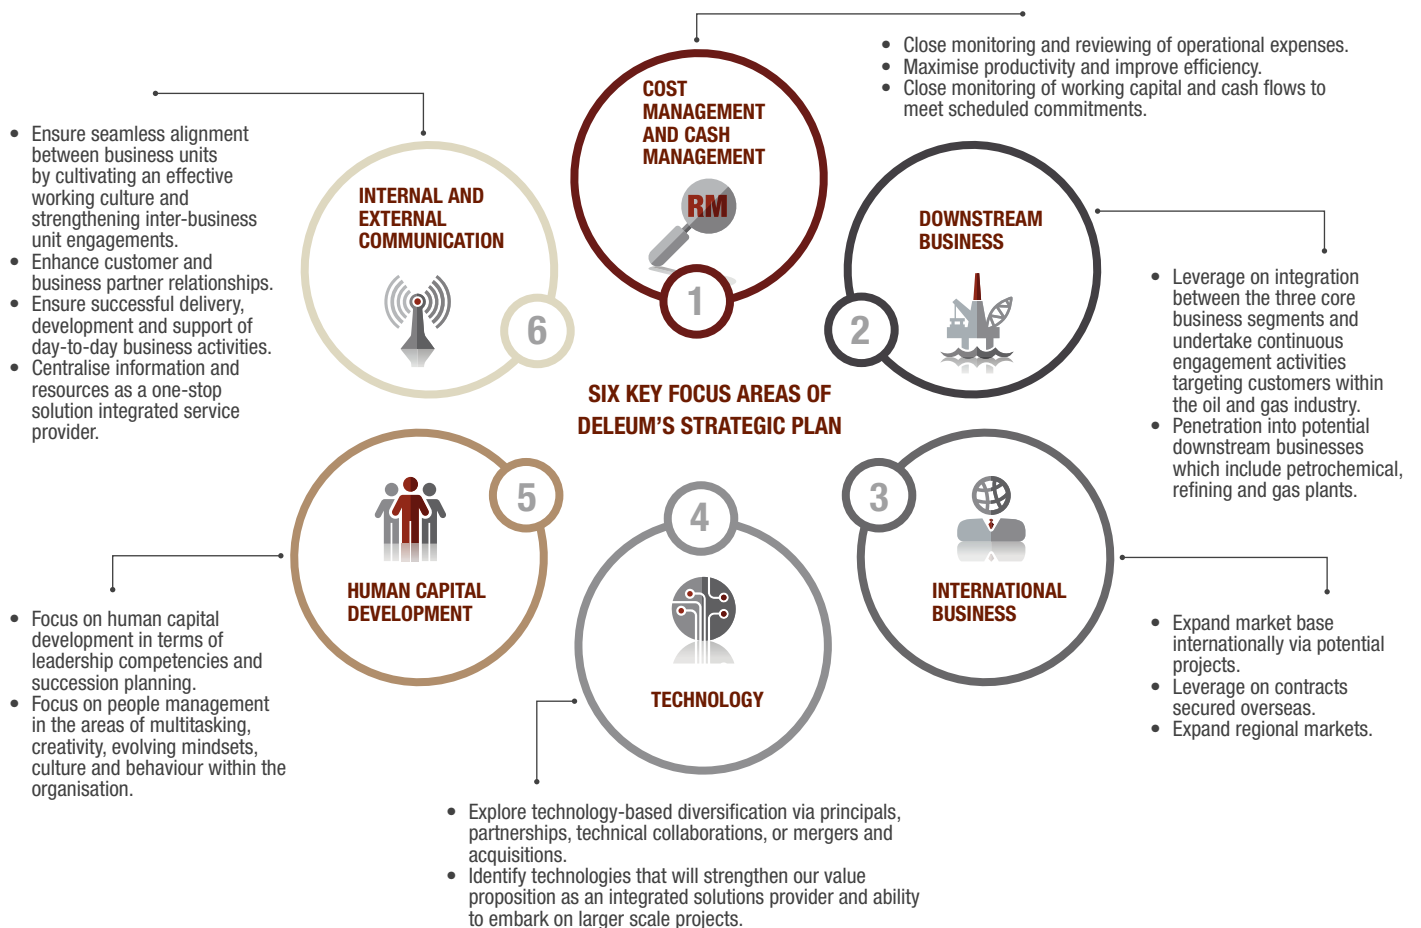 SIX KEY FOCUS AREAS OF
DELEUM’S STRATEGIC PLAN
COST
MANAGEMENT
AND CASH
MANAGEMENT
RM
1
• Close monitoring and reviewing of operational expenses.
• Maximise productivity and improve efficiency.
• Close monitoring of working capital and cash flows to
meet scheduled commitments.
DOWNSTREAM
BUSINESS
2
• Leverage on integration
between the three core
business segments and
undertake continuous
engagement activities
targeting customers within
the oil and gas industry.
• Penetration into potential
downstream businesses
which include petrochemical,
refining and gas plants.
3
INTERNATIONAL
BUSINESS
• Expand market base
internationally via potential
projects.
• Leverage on contracts
secured overseas.
• Expand regional markets.
4
TECHNOLOGY
• Explore technology-based diversification via principals,
partnerships, technical collaborations, or mergers and
acquisitions.
• Identify technologies that will strengthen our value
proposition as an integrated solutions provider and ability
to embark on larger scale projects.
5
HUMAN CAPITAL
DEVELOPMENT
• Focus on human capital
development in terms of
leadership competencies and
succession planning.
• Focus on people management
in the areas of multitasking,
creativity, evolving mindsets,
culture and behaviour within the
organisation.
INTERNAL AND
EXTERNAL
COMMUNICATION
6
• Ensure seamless alignment
between business units
by cultivating an effective
working culture and
strengthening inter-business
unit engagements.
• Enhance customer and
business partner relationships.
• Ensure successful delivery,
development and support of
day-to-day business activities.
• Centralise information and
resources as a one-stop
solution integrated service
provider.